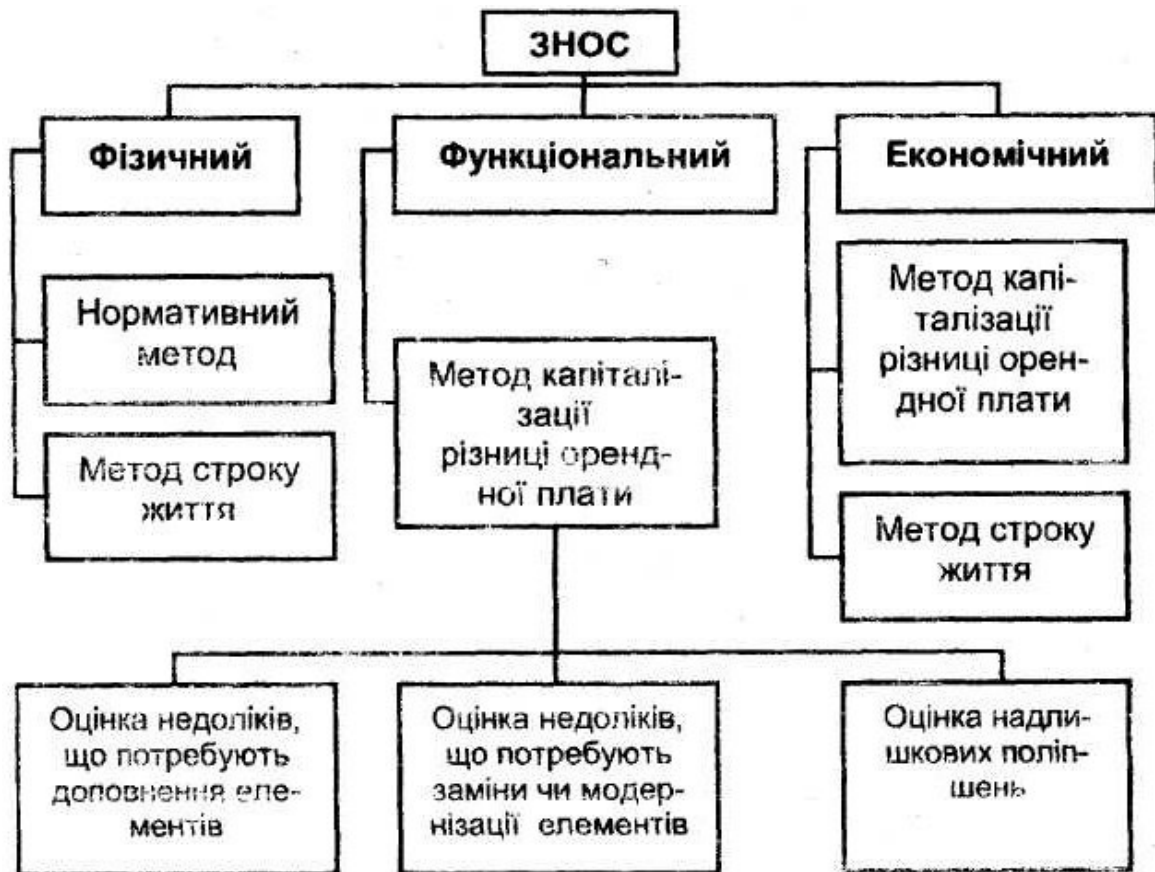 ЗНОС
Фізичний
Функціональний
Економічний
Нормативний
метод
Метод строку
життя
Метод капіталі-
зації
різниці оренд-
ної плати
Метод капі-
талізації
різниці орен-
дної плати
Метод строку
життя
Оцінка недоліків,
що потребують
доповнення еле-
ментів
Оцінка недоліків,
що потребують
заміни чи модер-
нізації елементів
Оцінка надли-
шкових поліп-
шень